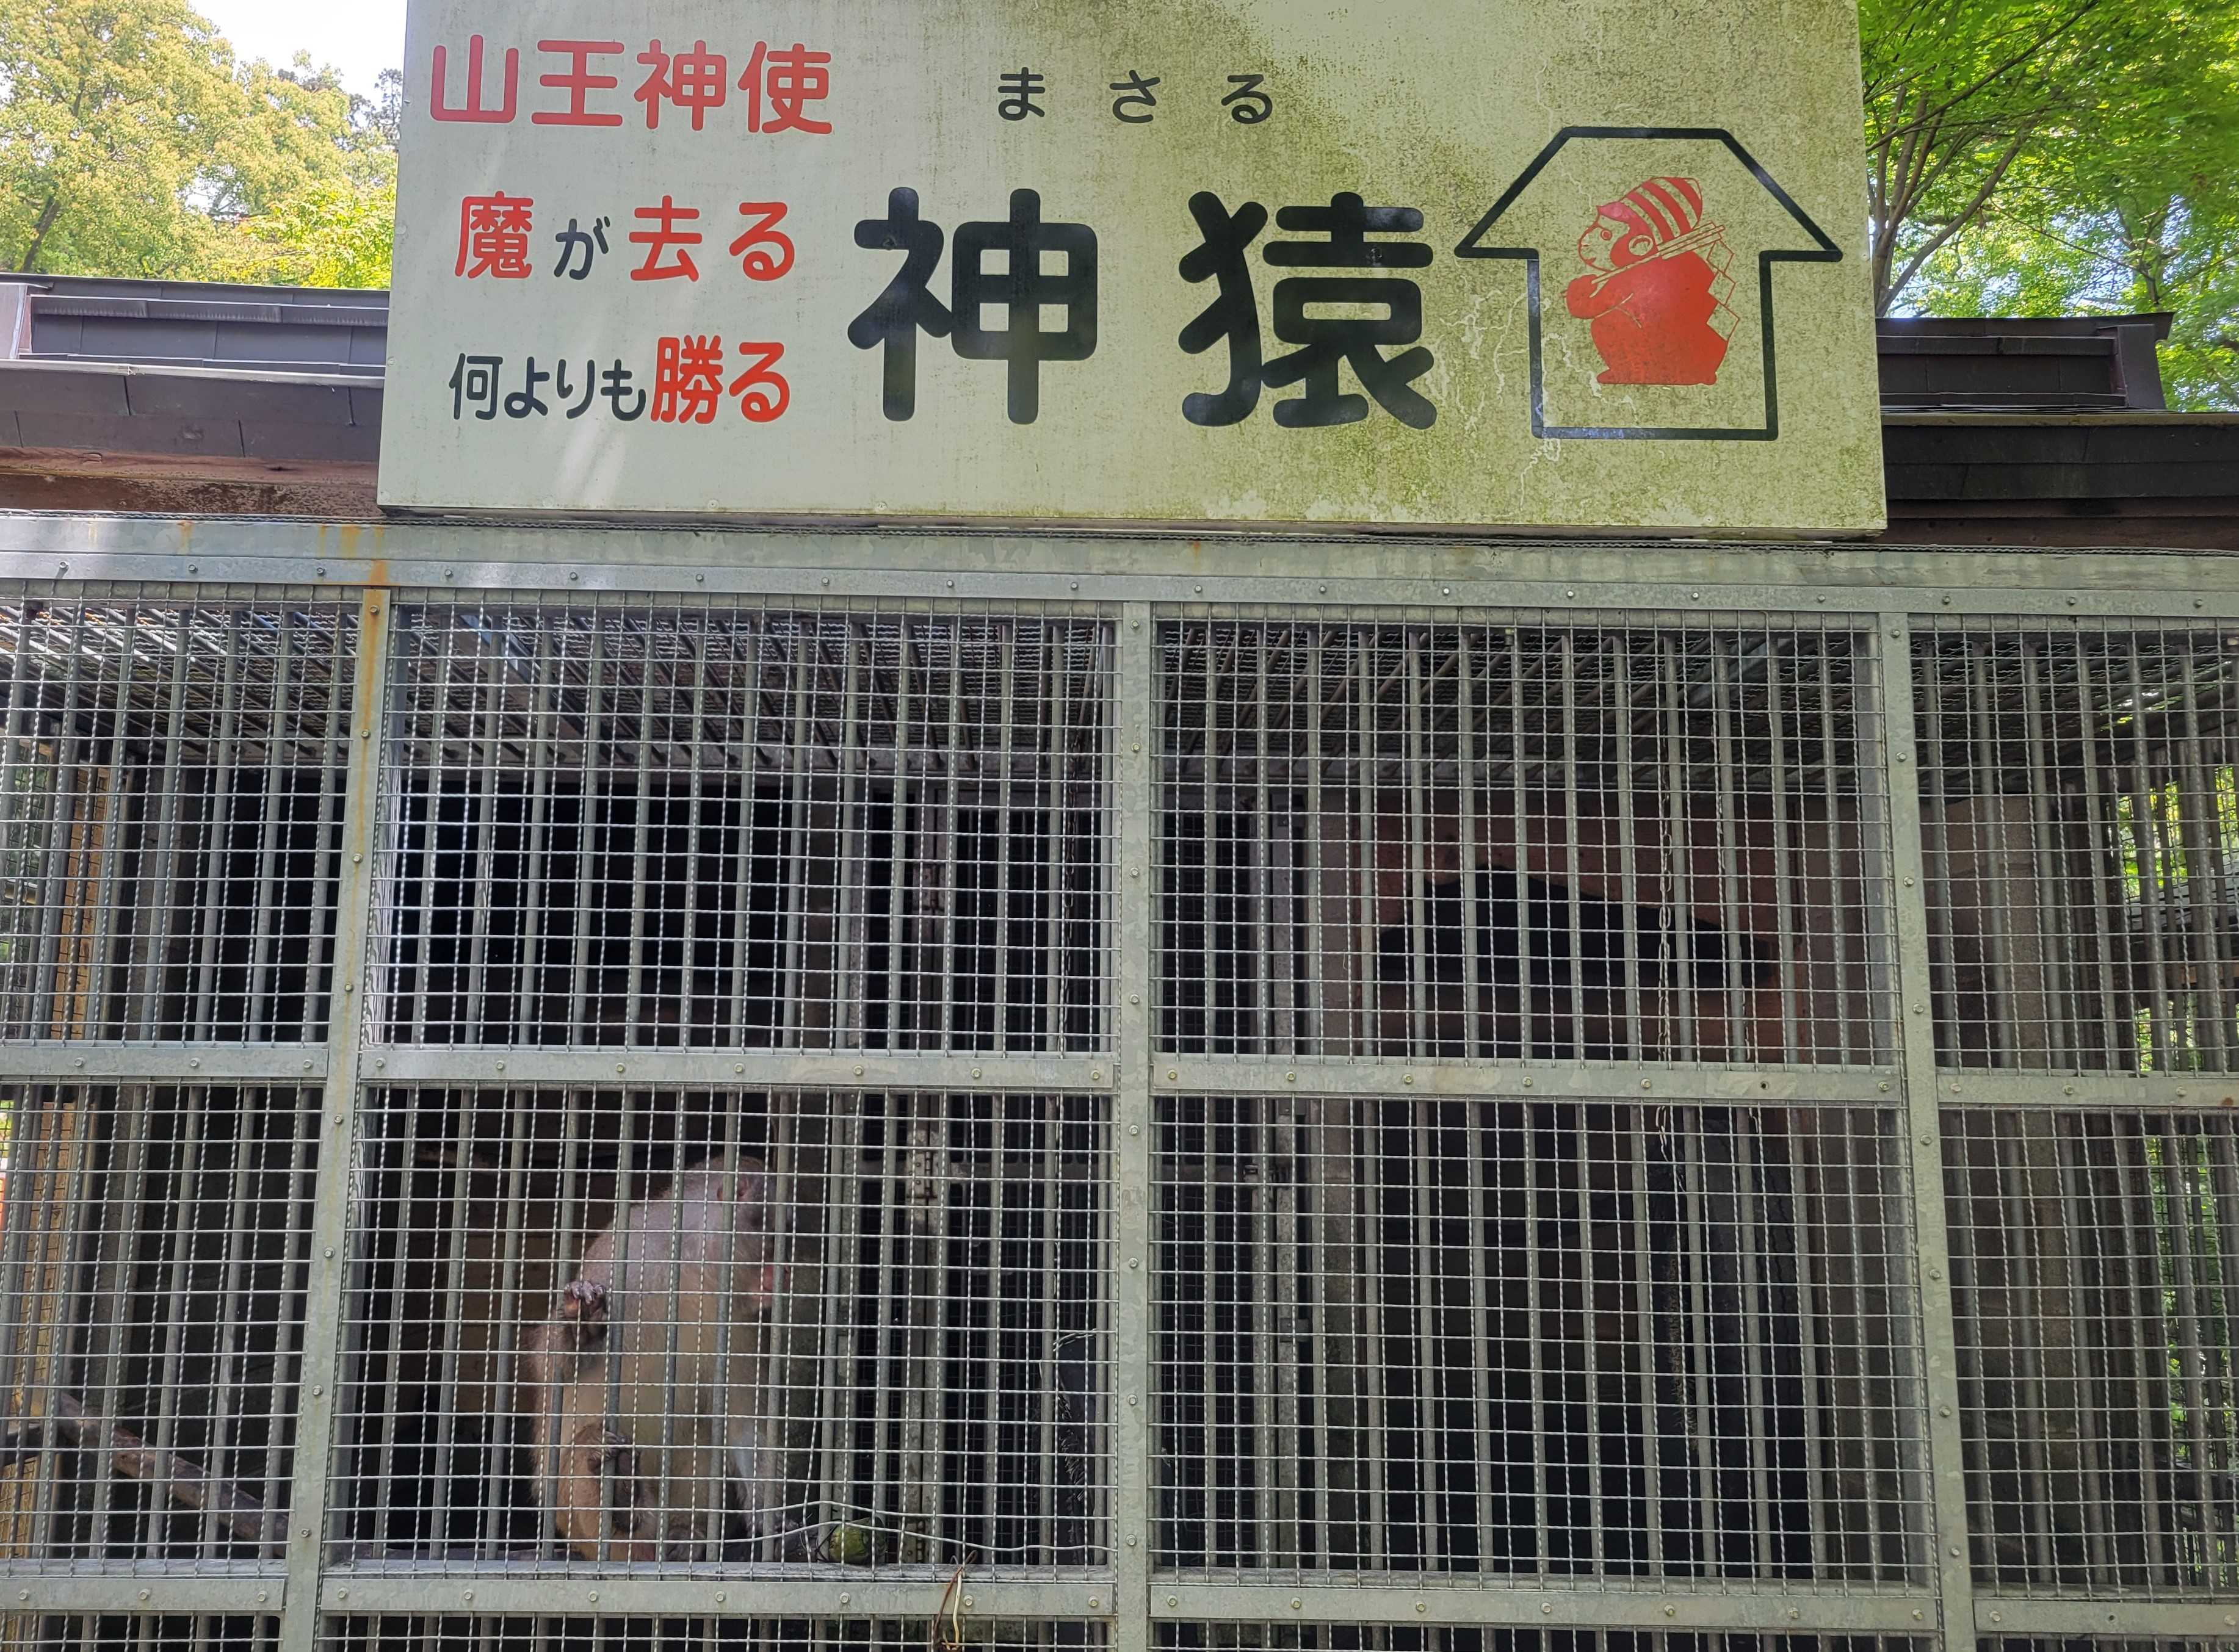 山王神使
魔が去る
何よりも勝る
まさる
神猿